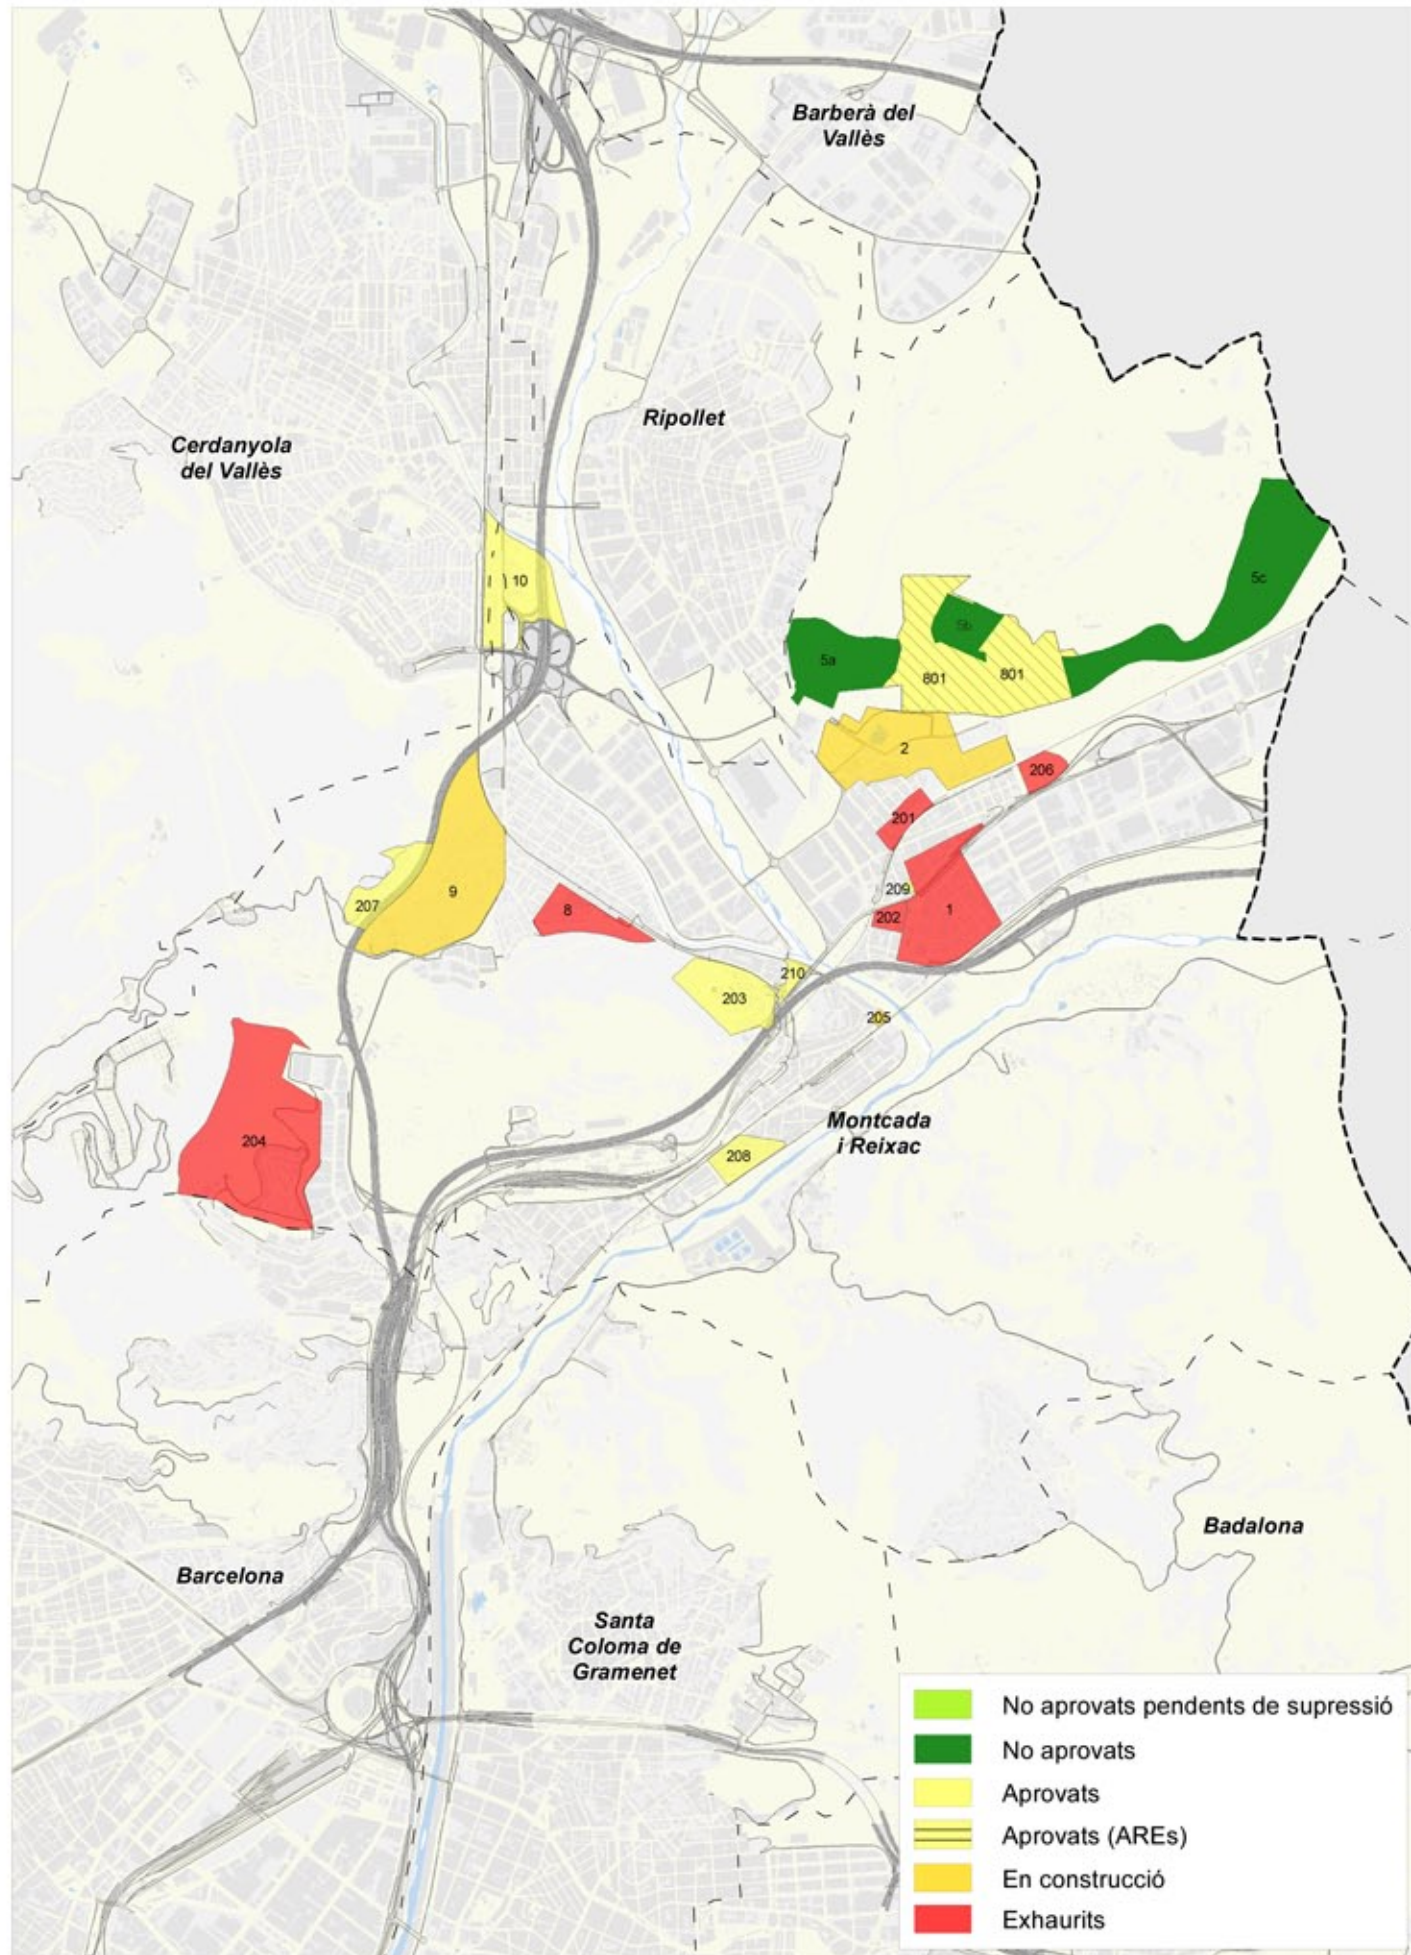 Barberà del
Vallès
Ripollet
Cerdanyola
del Vallès
10
5c
5b
5a
801
801
2
206
201
9
209
207
8
202
1
210
203
205
Montcada
i Reixac
204
208
Badalona
Barcelona
Santa
Coloma de
Gramenet
No aprovats pendents de supressió
No aprovats
Aprovats
Aprovats (AREs)
En construcció
Exhaurits